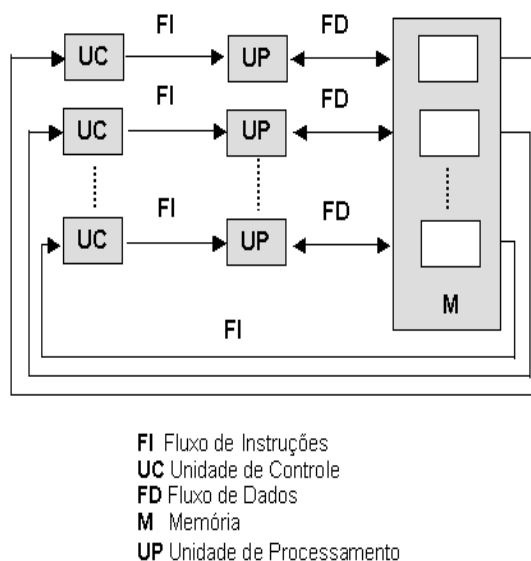 FI FD
UC UP
FI FD
UC UP
FI FD
UC UP
M
FI
FI Fluxo de Instruções
UC Unidade de Controle
FD Fluxo de Dados
M Memória
UP Unidade de Processamento